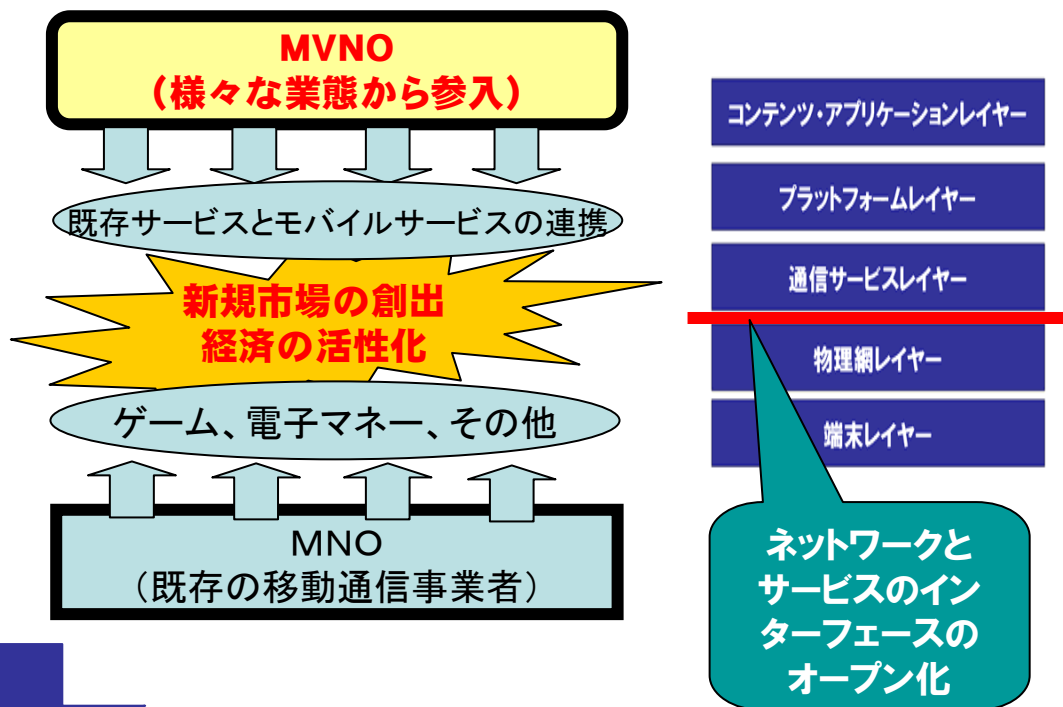 MVNO
（様々な業態から参入）
既存サービスとモバイルサービスの連携
新規市場の創出
経済の活性化
ゲーム、電子マネー、その他
MNO
（既存の移動通信事業者）
コンテンツ・アプリケーションレイヤー
プラットフォームレイヤー
通信サービスレイヤー
物理網レイヤー
端末レイヤー
ネットワークと
サービスのイン
ターフェースの
オープン化